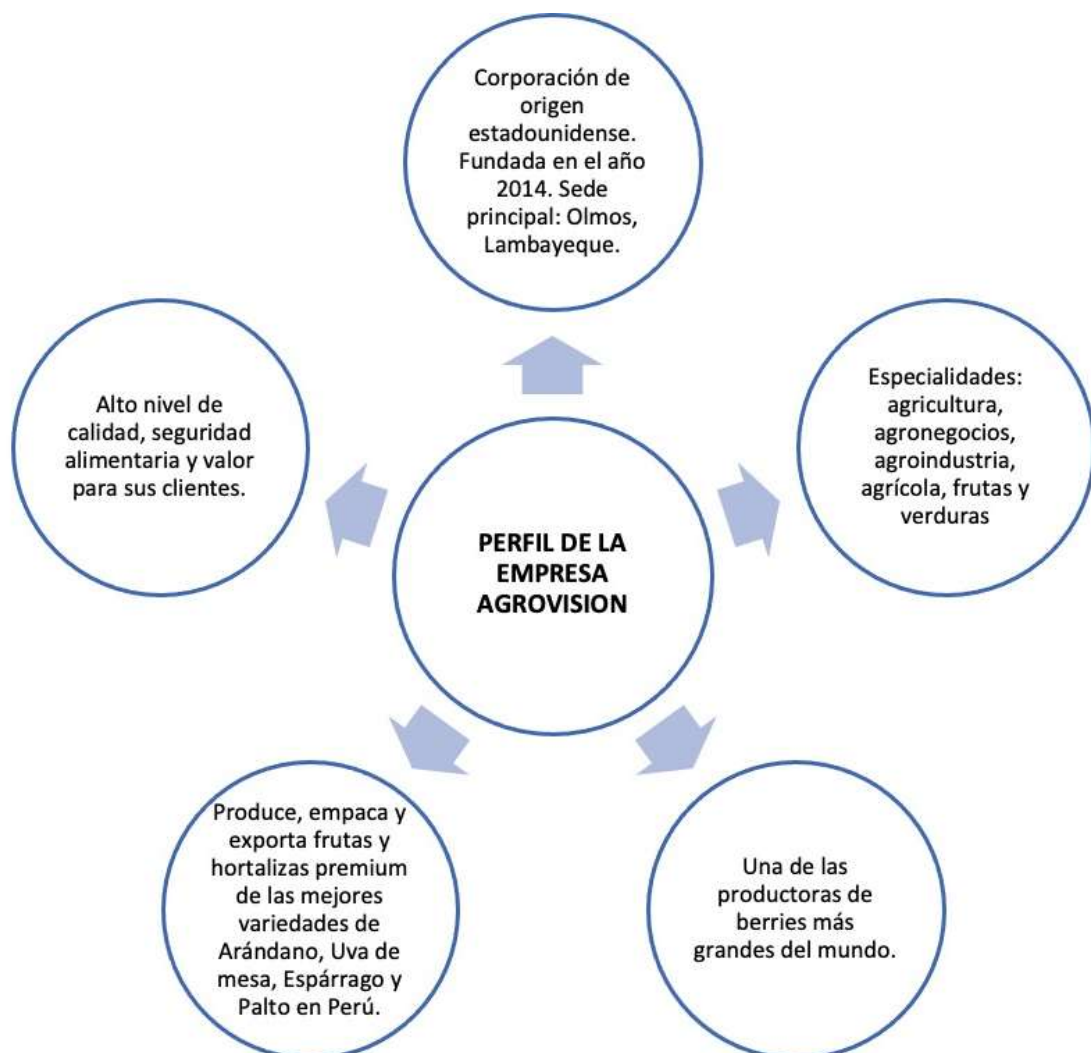 Corporación de
origen
estadounidense.
Fundada en el año
2014. Sede
principal: Olmos,
Lambayeque.
Alto nivel de
calidad, seguridad
alimentaria y valor
para sus clientes.
Especialidades:
agricultura,
agronegocios,
agroindustria,
agrícola, frutas y
verduras
PERFIL DE LA
EMPRESA
AGROVISION
Produce, empaca y
exporta frutas y
hortalizas premium
de las mejores
variedades de
Arándano, Uva de
mesa, Espárrago y
Palto en Perú.
Una de las
productoras de
berries más
grandes del mundo.